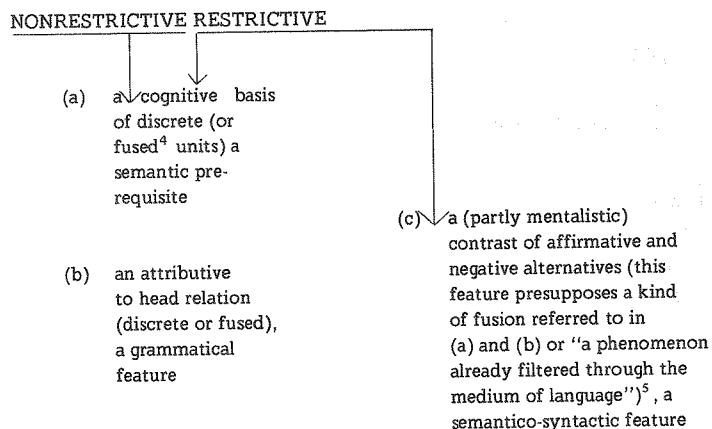 NONRESTRICTIVE RESTRICTIVE
(a) a cognitive basis
of discrete (or
fused⁴ units) a
semantic pre-
requisite
(b) an attributive
to head relation
(discrete or fused),
a grammatical
feature
(c) a (partly mentalistic)
contrast of affirmative and
negative alternatives (this
feature presupposes a kind
of fusion referred to in
(a) and (b) or “a phenomenon
already filtered through the
medium of language”)⁵, a
semantico-syntactic feature